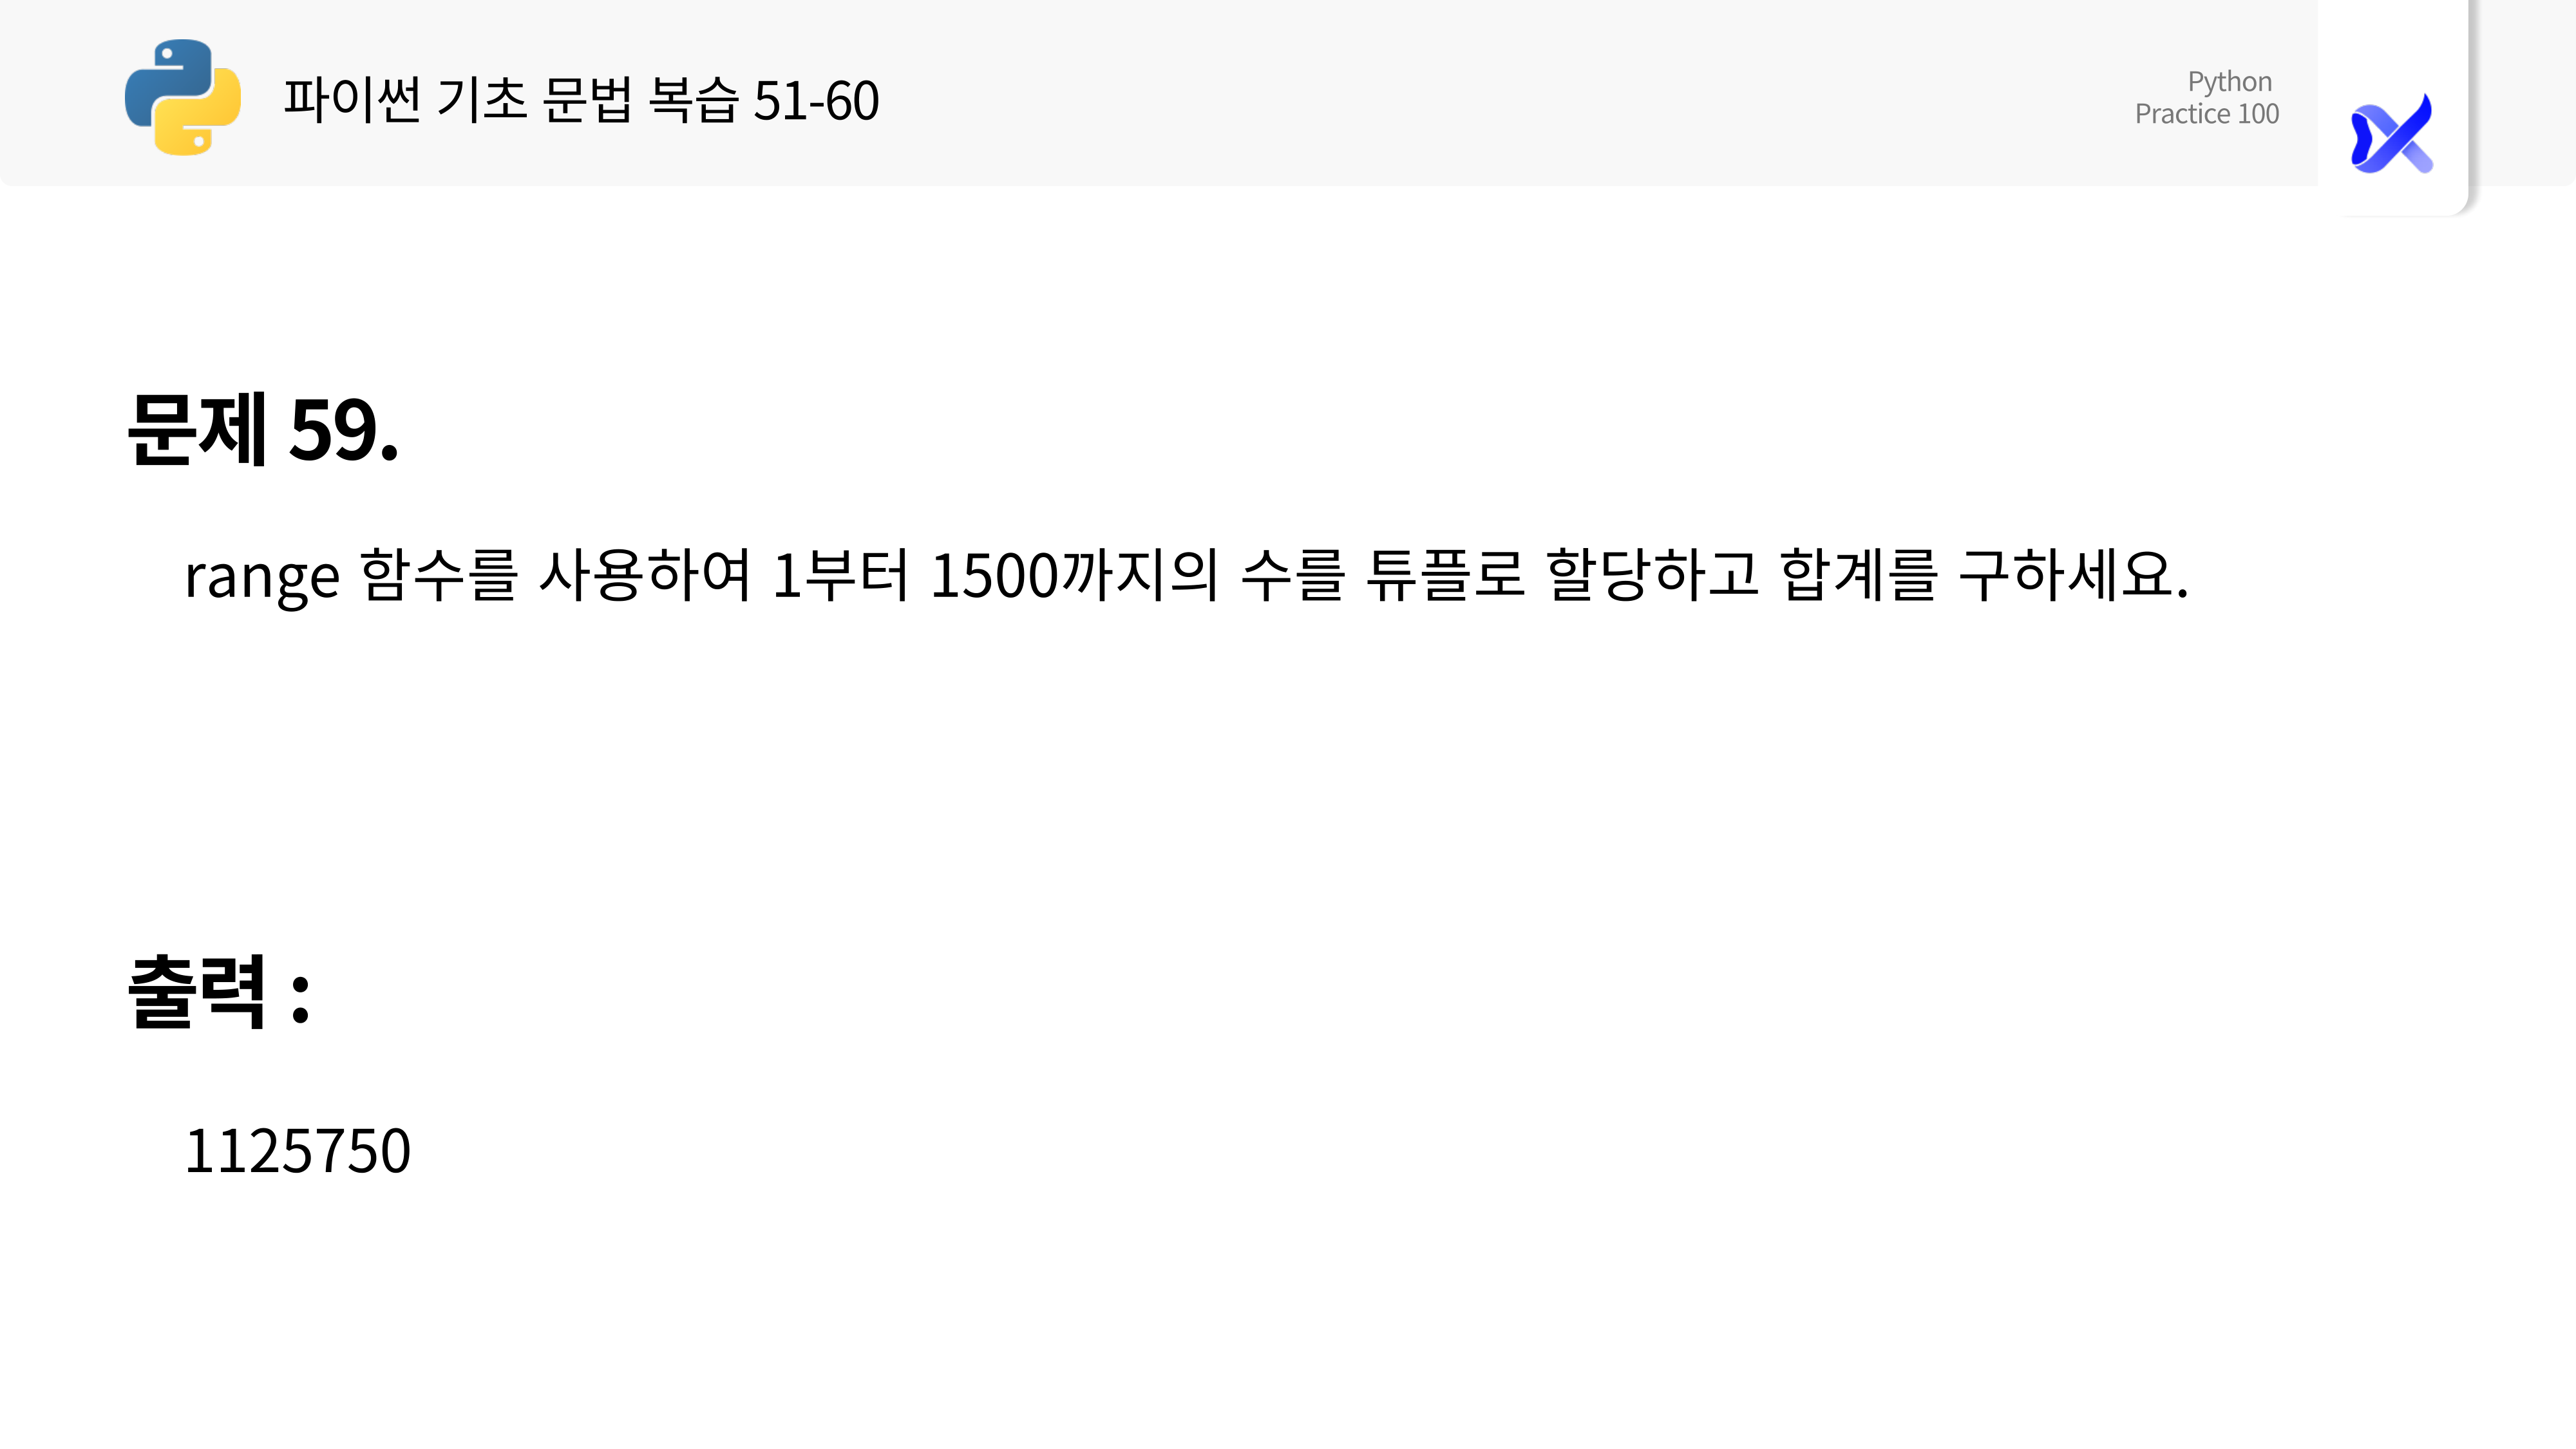 파이썬 기초 문법 복습 51-60
Python
Practice 100
문제 59.
range 함수를 사용하여 1부터 1500까지의 수를 튜플로 할당하고 합계를 구하세요.
출력 :
1125750